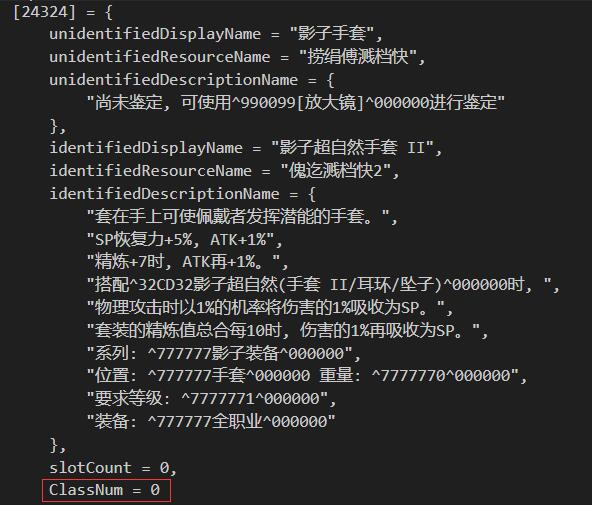 [24324] = {
unidentifiedDisplayName = "影子手套",
unidentifiedResourceName = "捞绢傅溅档快",
unidentifiedDescriptionName = {
"尚未鉴定, 可使用^990099[放大镜]^000000进行鉴定"
},
identifiedDisplayName = "影子超自然手套 II",
identifiedResourceName = "傀迄溅档快2",
identifiedDescriptionName = {
"套在手上可使佩戴者发挥潜能的手套。",
"SP恢复力+5%, ATK+1%",
"精炼+7时, ATK再+1%。",
"搭配^32CD32影子超自然(手套 II/耳环/坠子)^000000时, ",
"物理攻击时以1%的机率将伤害的1%吸收为SP。",
"套装的精炼值总合每10时, 伤害的1%再吸收为SP。",
"系列: ^777777影子装备^000000",
"位置: ^777777手套^000000 重量: ^7777770^000000",
"要求等级: ^7777771^000000",
"装备: ^777777全职业^000000"
},
slotCount = 0,
ClassNum = 0